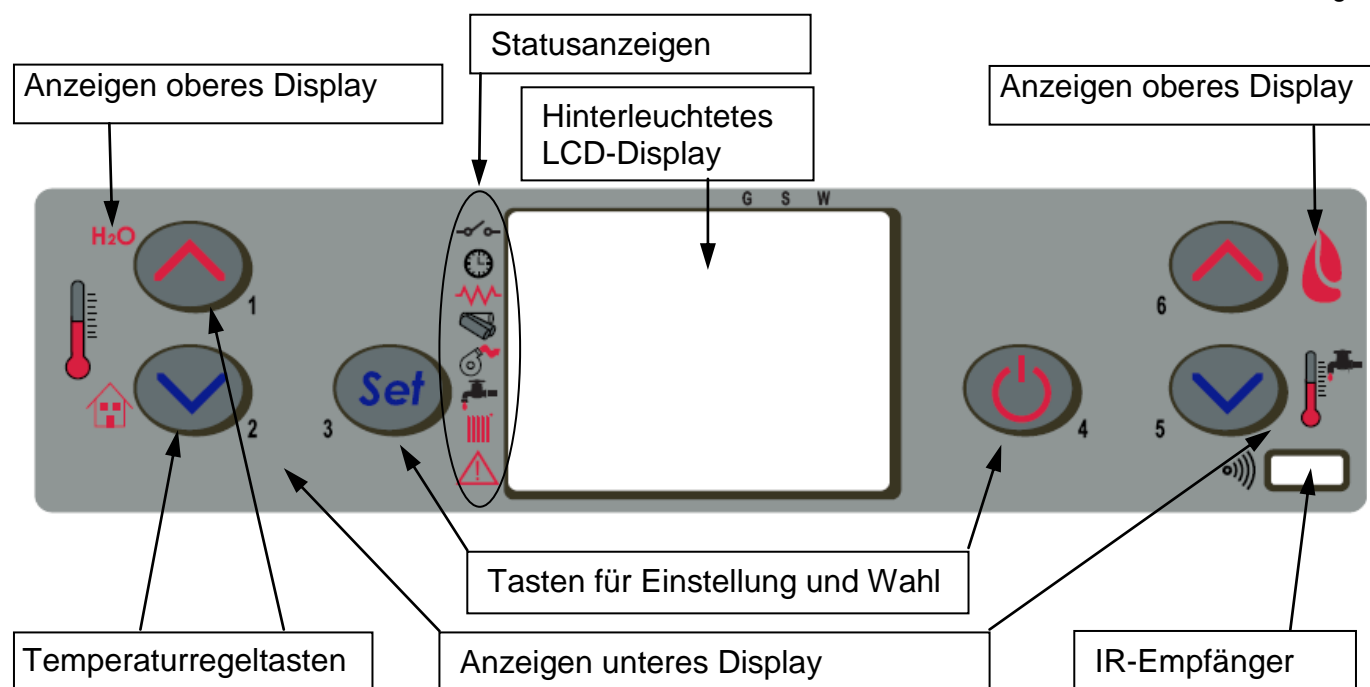 Statusanzeigen
Anzeigen oberes Display
Anzeigen oberes Display
Hinterleuchtetes
LCD-Display
G S W
H2O
1
6
Set
2
3
4
5
Tasten für Einstellung und Wahl
Temperaturregeltasten
Anzeigen unteres Display
IR-Empfänger